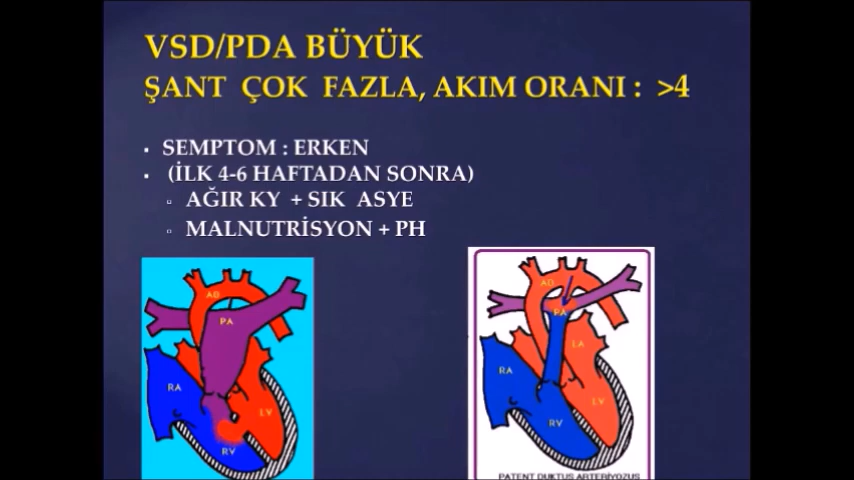 VSD/PDA BÜYÜK
ŞANT ÇOK FAZLA, AKIM ORANI : >4
▪ SEMPTOM : ERKEN
▪ (İLK 4-6 HAFTADAN SONRA)
▫ AĞIR KY + SIK ASYE
▫ MALNUTRİSYON + PH
AO
PA
RA
LV
RV
AO
PA
LA
RA
LV
RV
PATENT DUKTUS ARTERİYOZUS